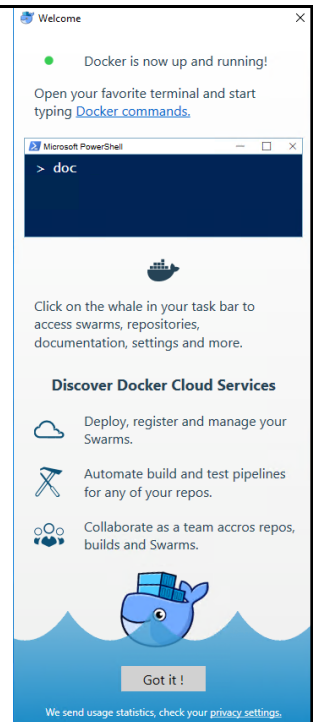 Welcome
Docker is now up and running!
Open your favorite terminal and start
typing Docker commands.
Microsoft PowerShell
> doc
Click on the whale in your task bar to
access swarms, repositories,
documentation, settings and more.
Discover Docker Cloud Services
Deploy, register and manage your
Swarms.
Automate build and test pipelines
for any of your repos.
Collaborate as a team accros repos,
builds and Swarms.
Got it !
We send usage statistics, check your privacy settings.